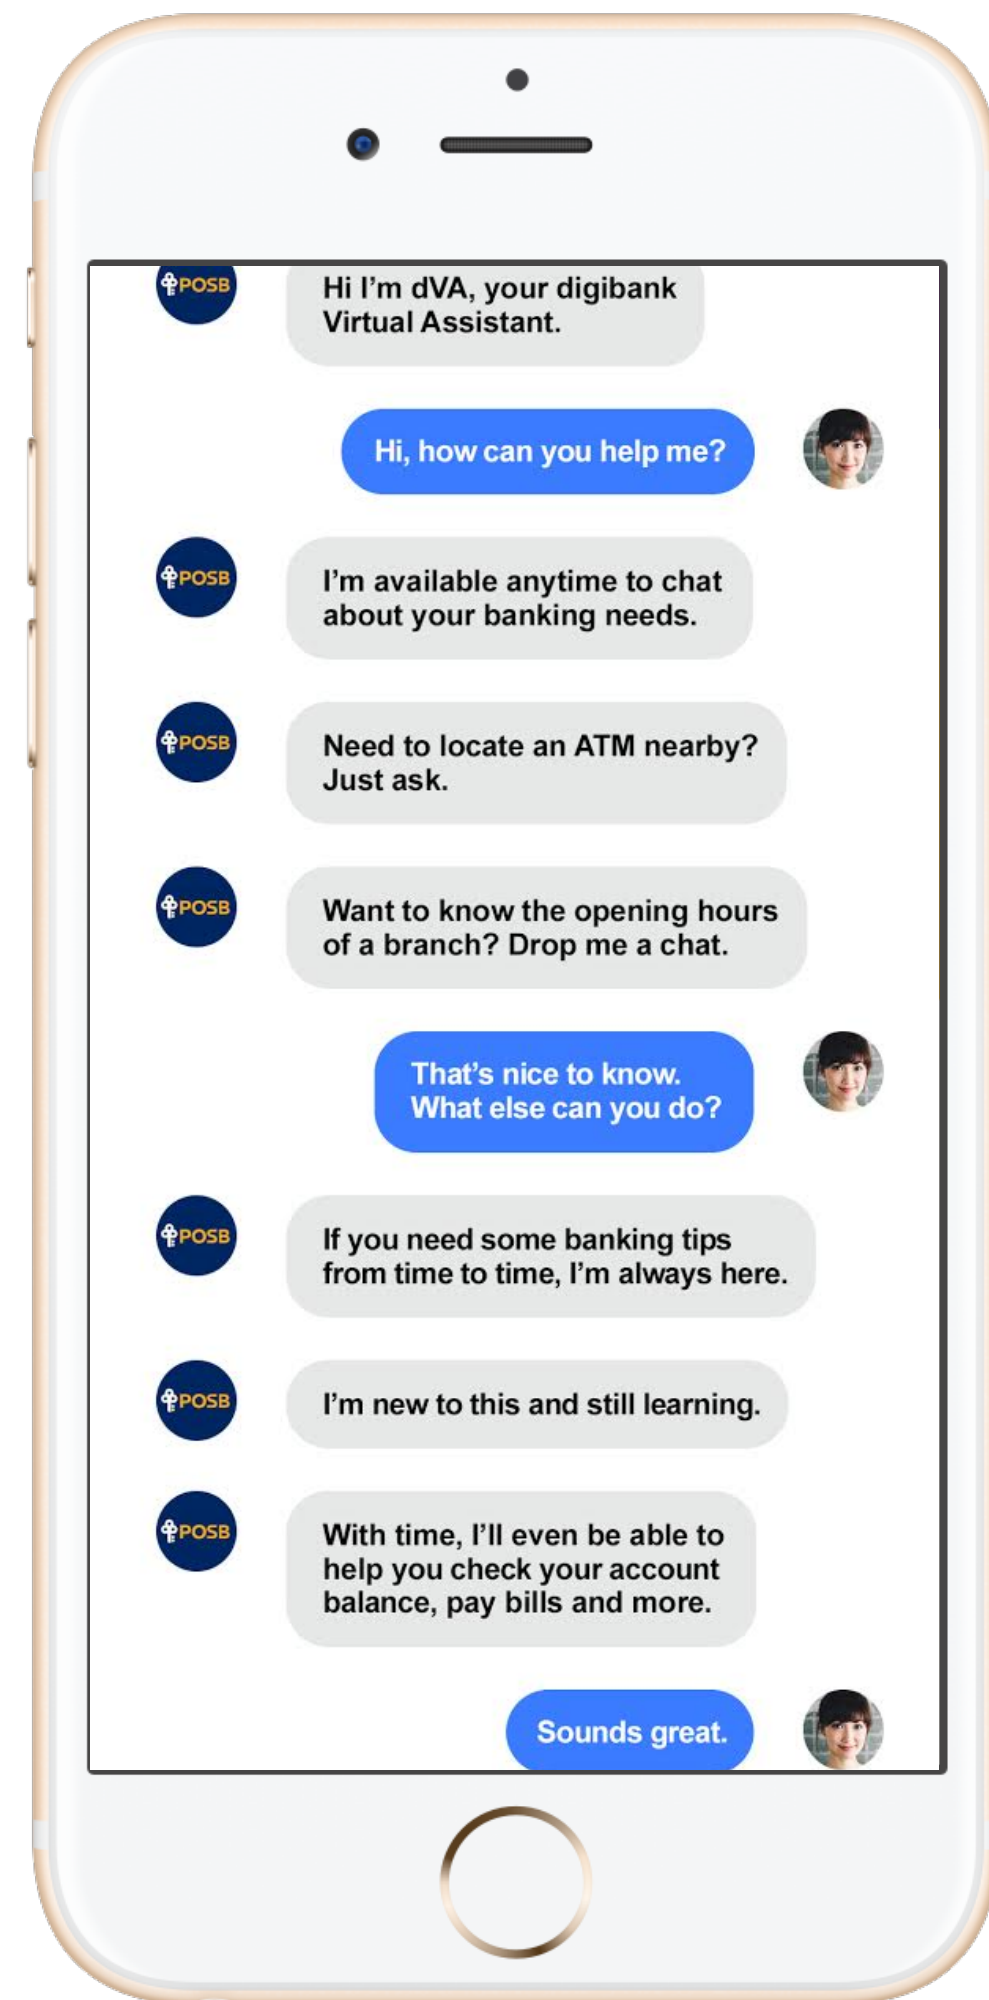 POSB
Hi I'm dVA, your digibank
Virtual Assistant.
Hi, how can you help me?
POSB
I'm available anytime to chat
about your banking needs.
POSB
Need to locate an ATM nearby?
Just ask.
POSB
Want to know the opening hours
of a branch? Drop me a chat.
That's nice to know.
What else can you do?
POSB
If you need some banking tips
from time to time, I'm always here.
POSB
I'm new to this and still learning.
POSB
With time, I'll even be able to
help you check your account
balance, pay bills and more.
Sounds great.